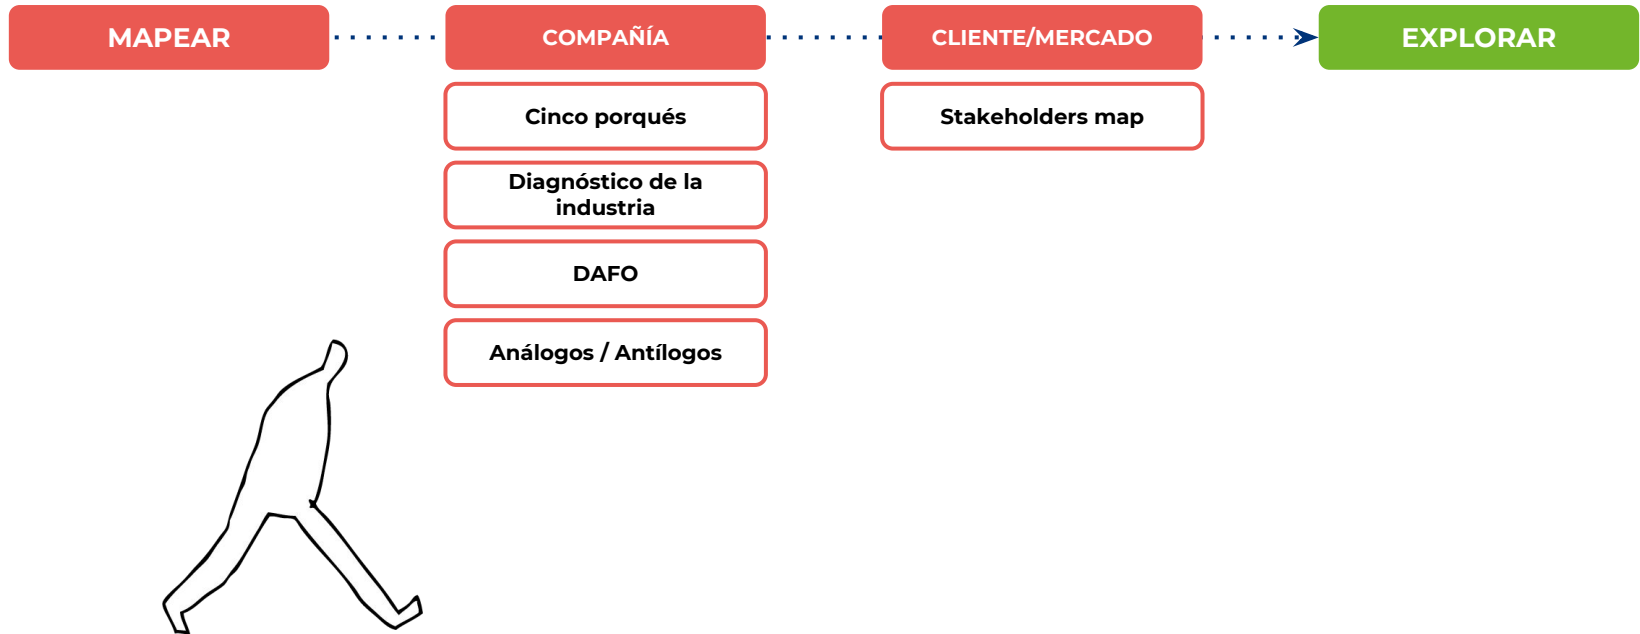 MAPEAR
COMPAÑÍA
CLIENTE/MERCADO
EXPLORAR
Cinco porqués
Stakeholders map
Diagnóstico de la
industria
DAFO
Análogos / Antílogos